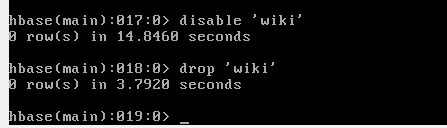 hbase(main):017:0> disable 'wiki'
0 row(s) in 14.8460 seconds
hbase(main):018:0> drop 'wiki'
0 row(s) in 3.7920 seconds
hbase(main):019:0> _